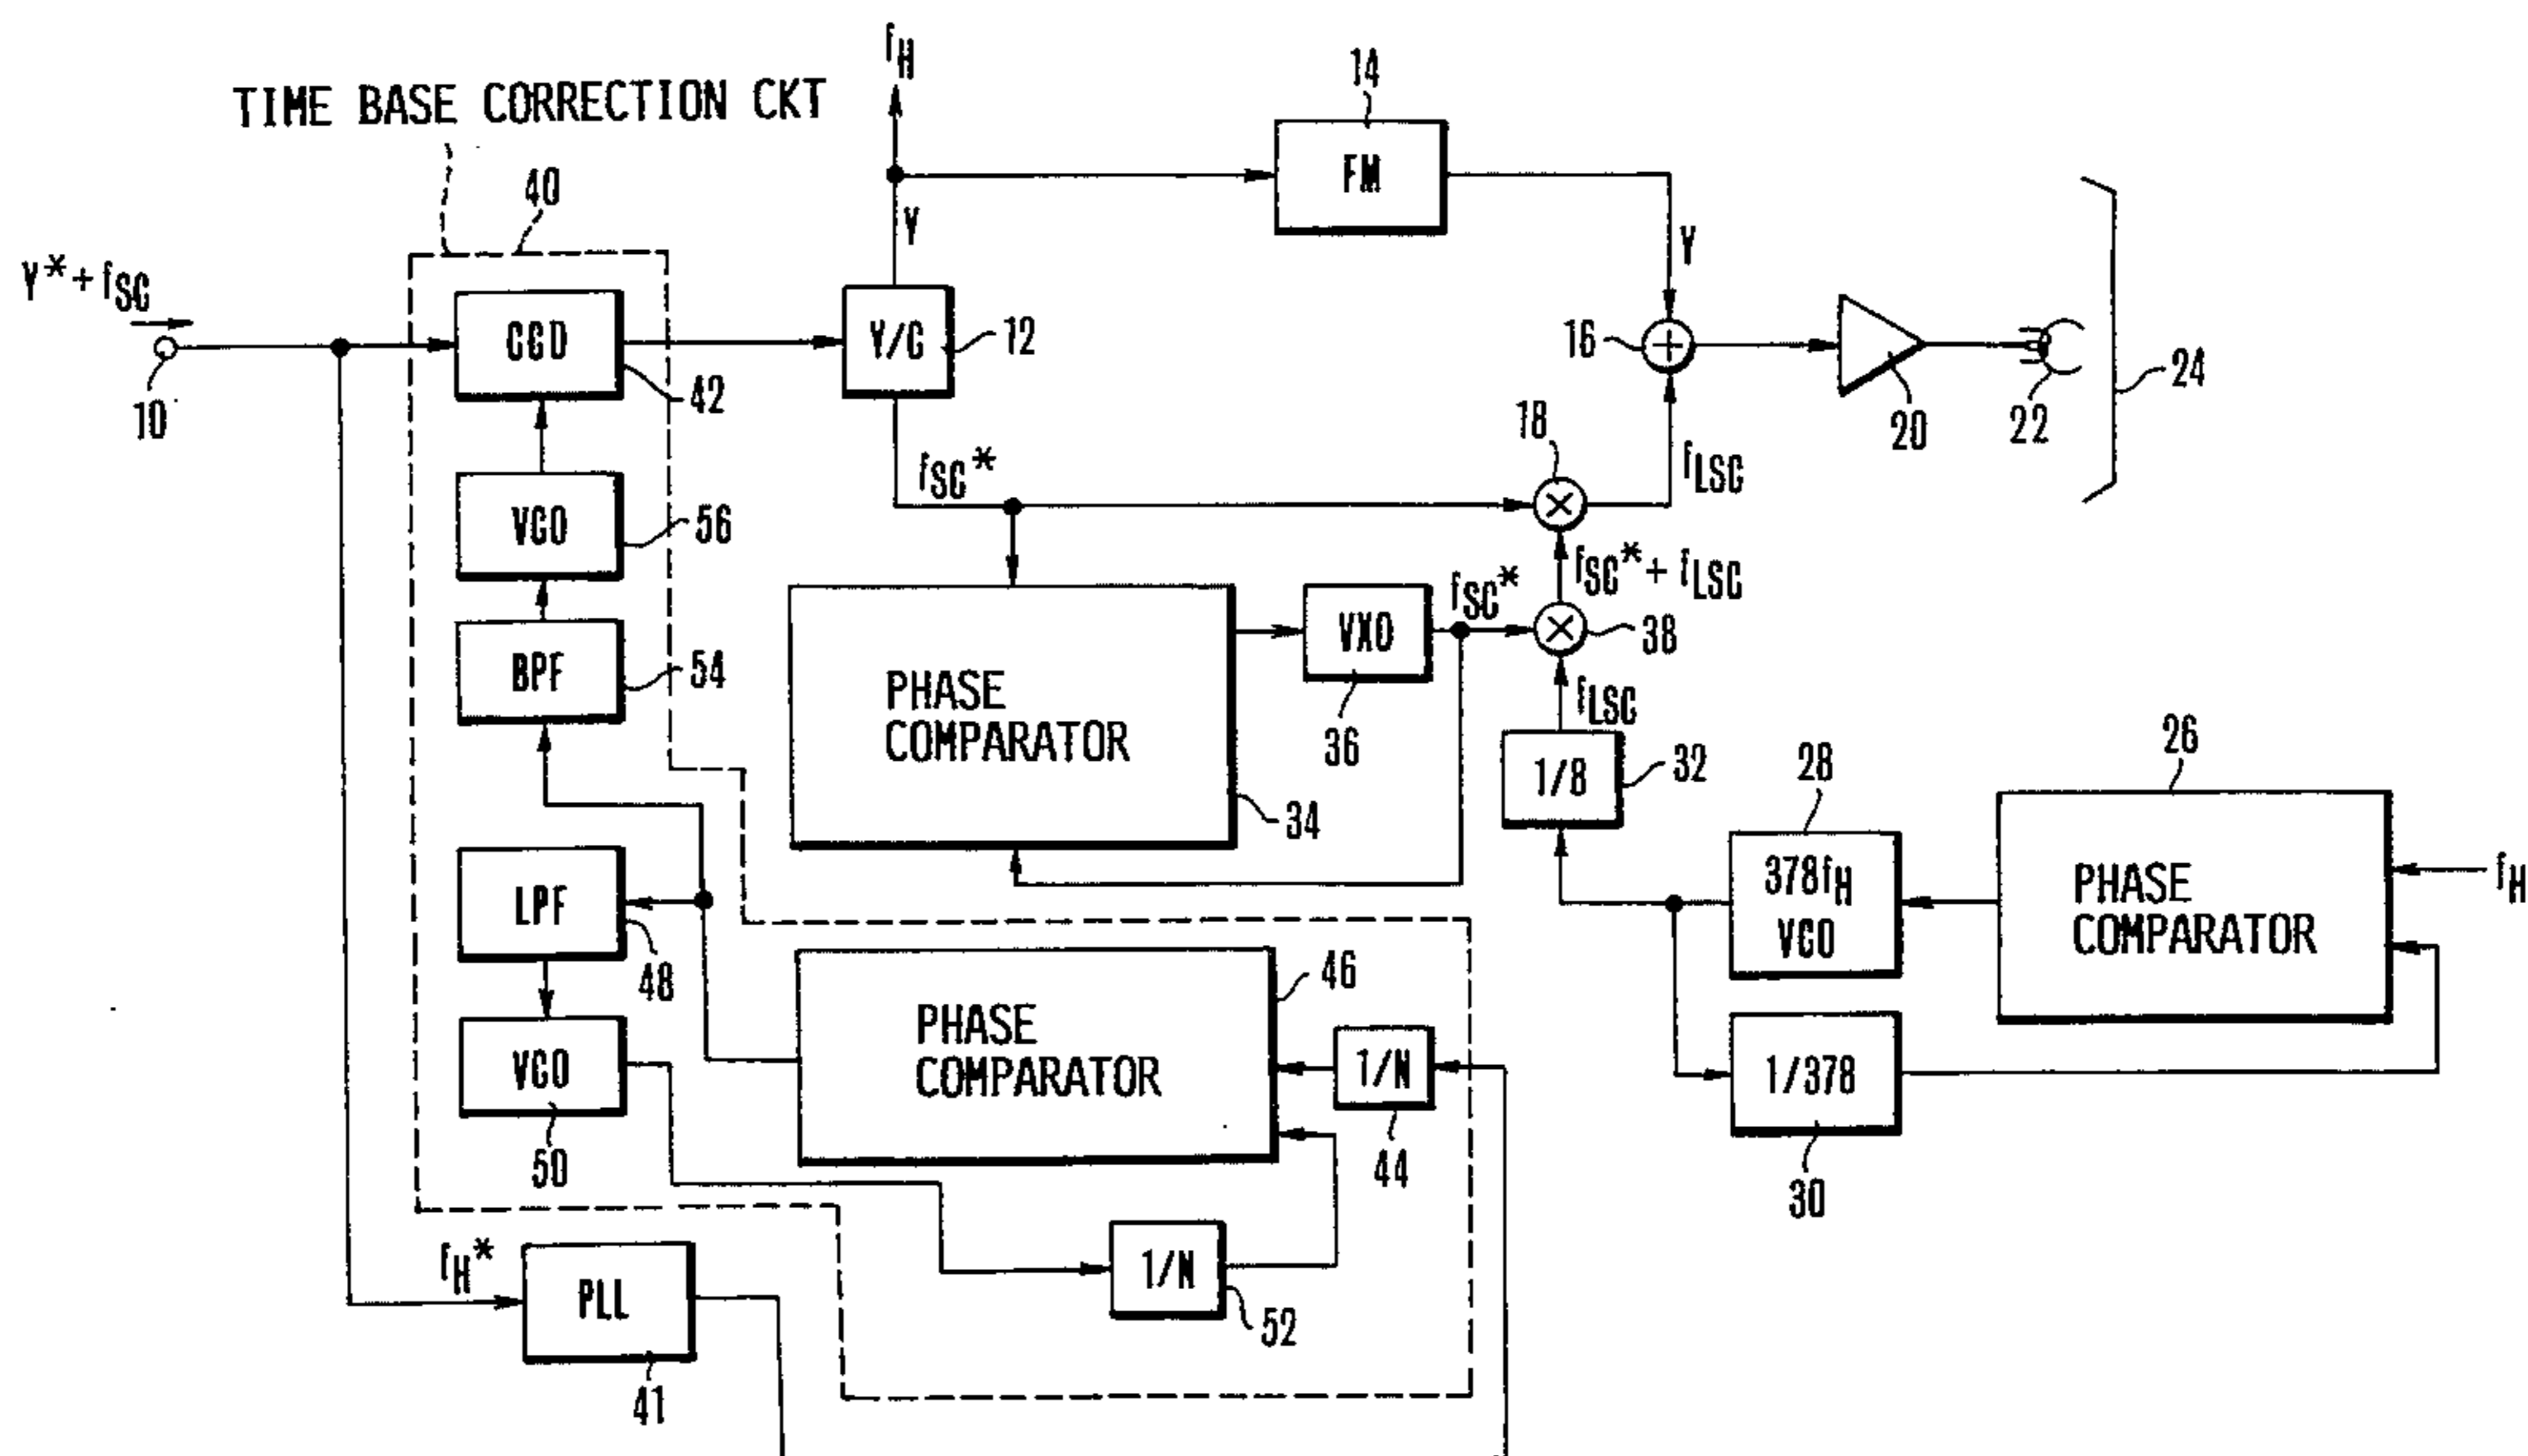 TIME BASE CORRECTION CKT
40
fH
14
FM
Y
Y
Y*+fSC
10
CCD
42
Y/C
12
16
+
20
22
24
18
×
fLSC
fSC*
VCO
56
fSC*+fLSC
BPF
54
PHASE
COMPARATOR
34
VXO
36
fSC*
×
38
fLSC
1/8
32
28
378fH
VCO
26
PHASE
COMPARATOR
fH
1/378
30
LPF
48
VCO
50
PHASE
COMPARATOR
46
1/N
44
1/N
52
fH*
PLL
41